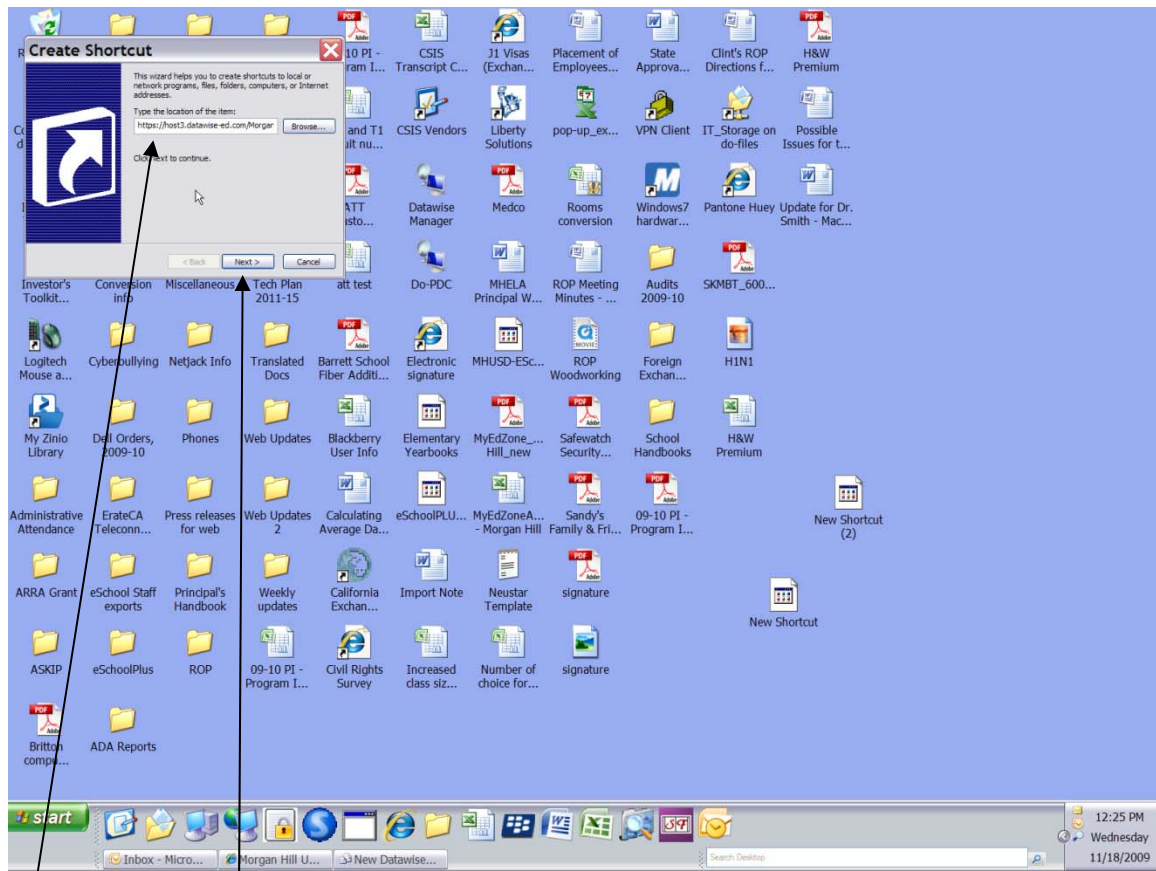 Create Shortcut
This wizard helps you to create shortcuts to local or
network programs, files, folders, computers, or Internet
addresses.
Type the location of the item:
https://host3.datawise-ed.com/Morgar
Browse...
Click next to continue.
< Back
Next >
Cancel
10 PI -
ram I...
CSIS
Transcript C...
J1 Visas
(Exchan...
Placement of
Employees...
State
Approva...
Clint's ROP
Directions f...
H&W
Premium
and T1
uit nu...
CSIS Vendors
Liberty
Solutions
pop-up_ex...
VPN Client
IT_Storage on
do-files
Possible
Issues for t...
ATT
usto...
Datawise
Manager
Medco
Rooms
conversion
Windows7
hardwar...
Pantone Huey
Update for Dr.
Smith - Mac...
Investor's
Toolkit...
Conversion
info
Miscellaneous
Tech Plan
2011-15
att test
Do-PDC
MHELA
Principal W...
ROP Meeting
Minutes - ...
Audits
2009-10
SKMBT_600...
Logitech
Mouse a...
Cyberbullying
Netjack Info
Translated
Docs
Barrett School
Fiber Additi...
Electronic
signature
MHUSD-ESc...
ROP
Woodworking
Foreign
Exchan...
H1N1
My Zinio
Library
Dell Orders,
2009-10
Phones
Web Updates
Blackberry
User Info
Elementary
Yearbooks
MyEdZone_...
Hill_new
Safewatch
Security...
School
Handbooks
H&W
Premium
Administrative
Attendance
ErateCA
Teleconn...
Press releases
for web
Web Updates
2
Calculating
Average Da...
eSchoolPLU...
MyEdZoneA...
- Morgan Hill
Sandy's
Family & Fri...
09-10 PI -
Program I...
New Shortcut
(2)
ARRA Grant
eSchool Staff
exports
Principal's
Handbook
Weekly
updates
California
Exchan...
Import Note
Neustar
Template
signature
New Shortcut
ASKIP
eSchoolPlus
ROP
09-10 PI -
Program I...
Civil Rights
Survey
Increased
class siz...
Number of
choice for...
signature
Britton
compu...
ADA Reports
start
Inbox - Micro...
Morgan Hill U...
New Datawise...
Search Desktop
12:25 PM
Wednesday
11/18/2009